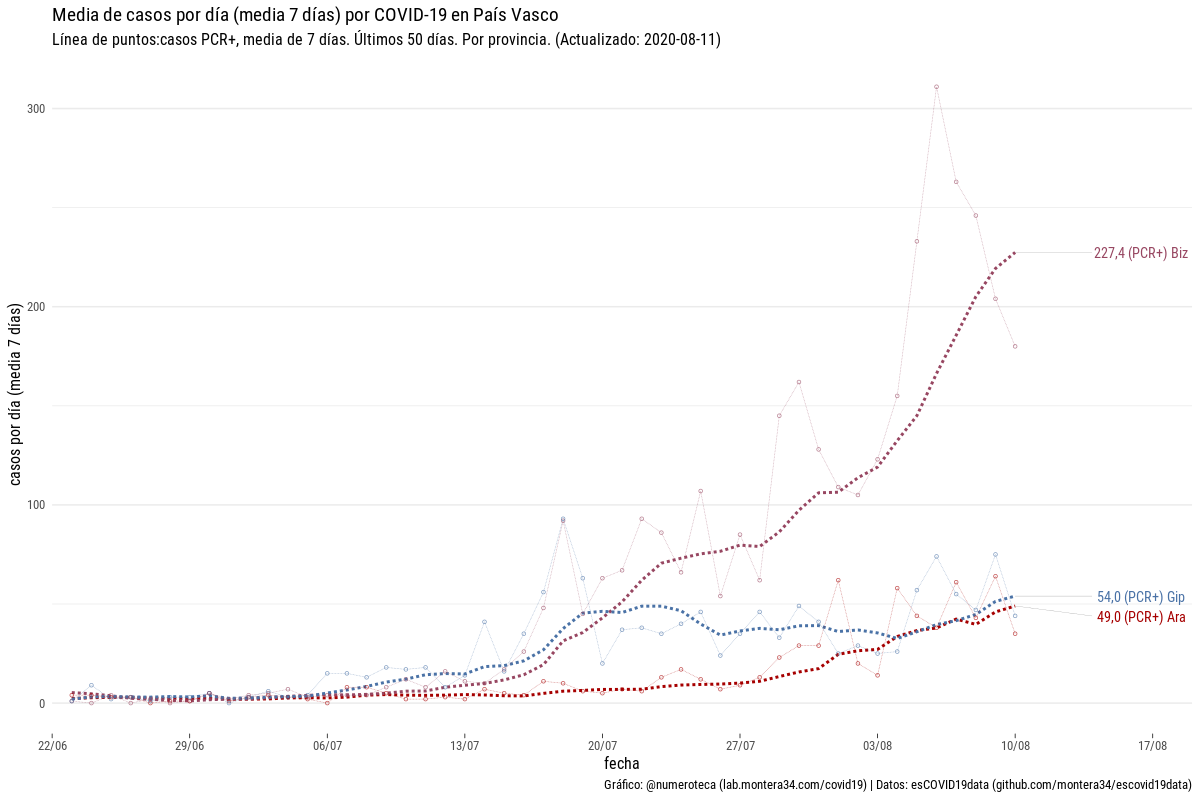 Media de casos por día (media 7 días) por COVID-19 en País Vasco
Línea de puntos:casos PCR+, media de 7 días. Últimos 50 días. Por provincia. (Actualizado: 2020-08-11)
casos por día (media 7 días)
300
200
100
0
227,4 (PCR+) Biz
54,0 (PCR+) Gip
49,0 (PCR+) Ara
22/06
29/06
06/07
13/07
20/07
27/07
03/08
10/08
17/08
fecha
Gráfico: @numeroteca (lab.montera34.com/covid19) | Datos: esCOVID19data (github.com/montera34/escovid19data)